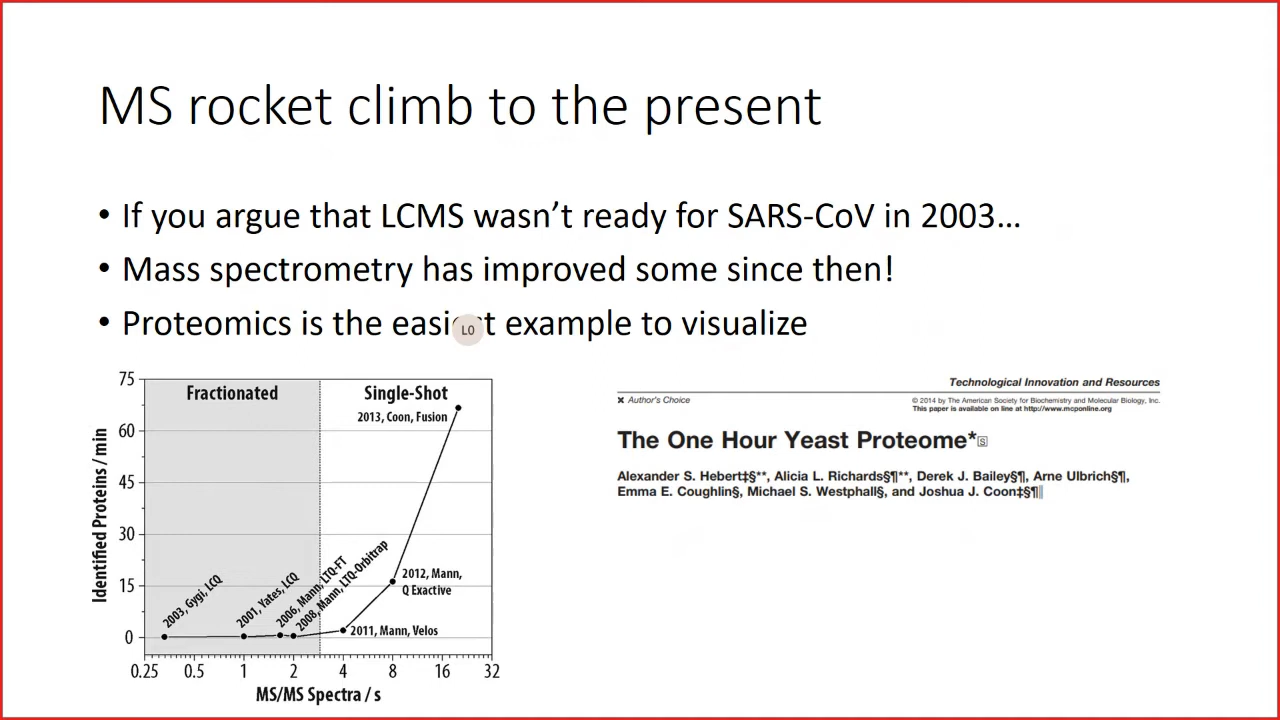 MS rocket climb to the present
• If you argue that LCMS wasn’t ready for SARS-CoV in 2003…
• Mass spectrometry has improved some since then!
• Proteomics is the easiest example to visualize
LO
75
60
45
30
15
0
Identified Proteins / min
Fractionated
Single-Shot
2013, Coon, Fusion
2003, Gygi, LCQ
2001, Yates, LCQ
2006, Mann, LTQ-FT
2008, Mann, LTQ-Orbitrap
2012, Mann,
Q Exactive
2011, Mann, Velos
0.25 0.5 1 2 4 8 16 32
MS/MS Spectra / s
Technological Innovation and Resources
✖ Author’s Choice
© 2014 by The American Society for Biochemistry and Molecular Biology, Inc.
This paper is available on line at http://www.mcponline.org
The One Hour Yeast Proteome*🅂
Alexander S. Hebert‡§**, Alicia L. Richards§¶**, Derek J. Bailey§¶, Arne Ulbrich§¶,
Emma E. Coughlin§, Michael S. Westphall§, and Joshua J. Coon‡§¶‖